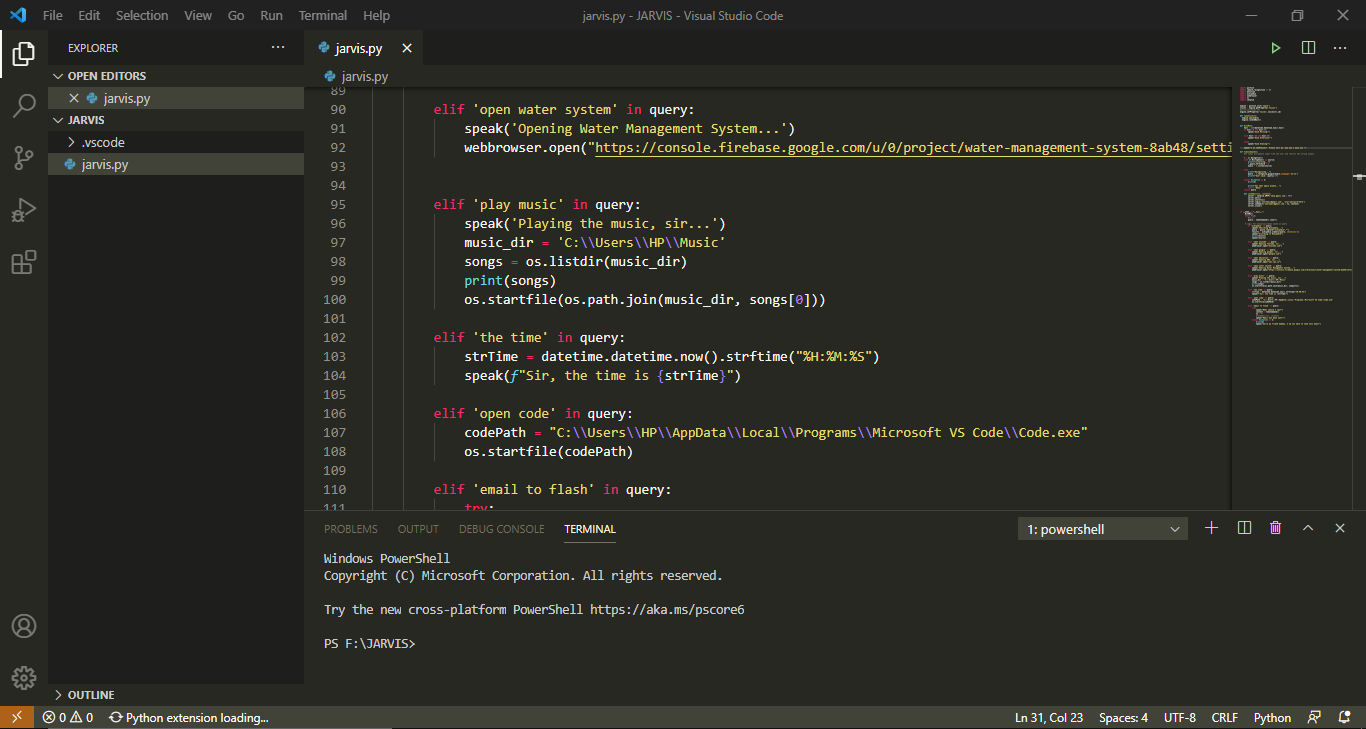 File Edit Selection View Go Run Terminal Help
jarvis.py - JARVIS - Visual Studio Code
EXPLORER
OPEN EDITORS
jarvis.py
JARVIS
.vscode
jarvis.py
OUTLINE
jarvis.py
jarvis.py
89
90 elif 'open water system' in query:
91 speak('Opening Water Management System...')
92 webbrowser.open("https://console.firebase.google.com/u/0/project/water-management-system-8ab48/setti
93
94
95 elif 'play music' in query:
96 speak('Playing the music, sir...')
97 music_dir = 'C:\\Users\\HP\\Music'
98 songs = os.listdir(music_dir)
99 print(songs)
100 os.startfile(os.path.join(music_dir, songs[0]))
101
102 elif 'the time' in query:
103 strTime = datetime.datetime.now().strftime("%H:%M:%S")
104 speak(f"Sir, the time is {strTime}")
105
106 elif 'open code' in query:
107 codePath = "C:\\Users\\HP\\AppData\\Local\\Programs\\Microsoft VS Code\\Code.exe"
108 os.startfile(codePath)
109
110 elif 'email to flash' in query:
111 try:
PROBLEMS OUTPUT DEBUG CONSOLE TERMINAL
1: powershell
Windows PowerShell
Copyright (C) Microsoft Corporation. All rights reserved.
Try the new cross-platform PowerShell https://aka.ms/pscore6
PS F:\JARVIS>
0 0 Python extension loading...
Ln 31, Col 23 Spaces: 4 UTF-8 CRLF Python